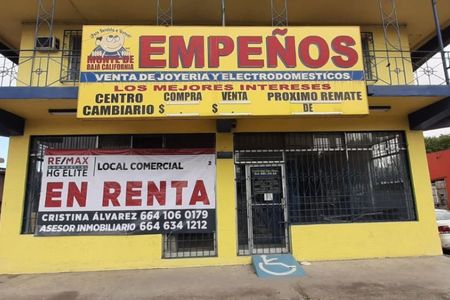 MONTE DE
BAJA CALIFORNIA
EMPEÑOS
VENTA DE JOYERIA Y ELECTRODOMESTICOS
LOS MEJORES INTERESES
CENTRO CAMBIARIO
COMPRA
$
VENTA
$
PROXIMO REMATE
DE
RE/MAX
HG ELITE
LOCAL COMERCIAL
EN RENTA
CRISTINA ÁLVAREZ 664 106 0179
ASESOR INMOBILIARIO 664 634 1212